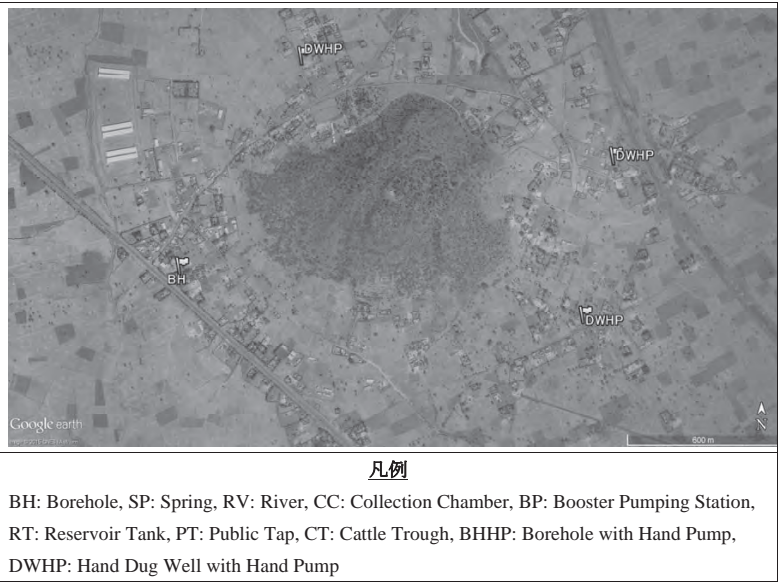 DWHP
DWHP
BH
DWHP
Google earth
N
600 m
凡例
BH: Borehole, SP: Spring, RV: River, CC: Collection Chamber, BP: Booster Pumping Station,
RT: Reservoir Tank, PT: Public Tap, CT: Cattle Trough, BHHP: Borehole with Hand Pump,
DWHP: Hand Dug Well with Hand Pump